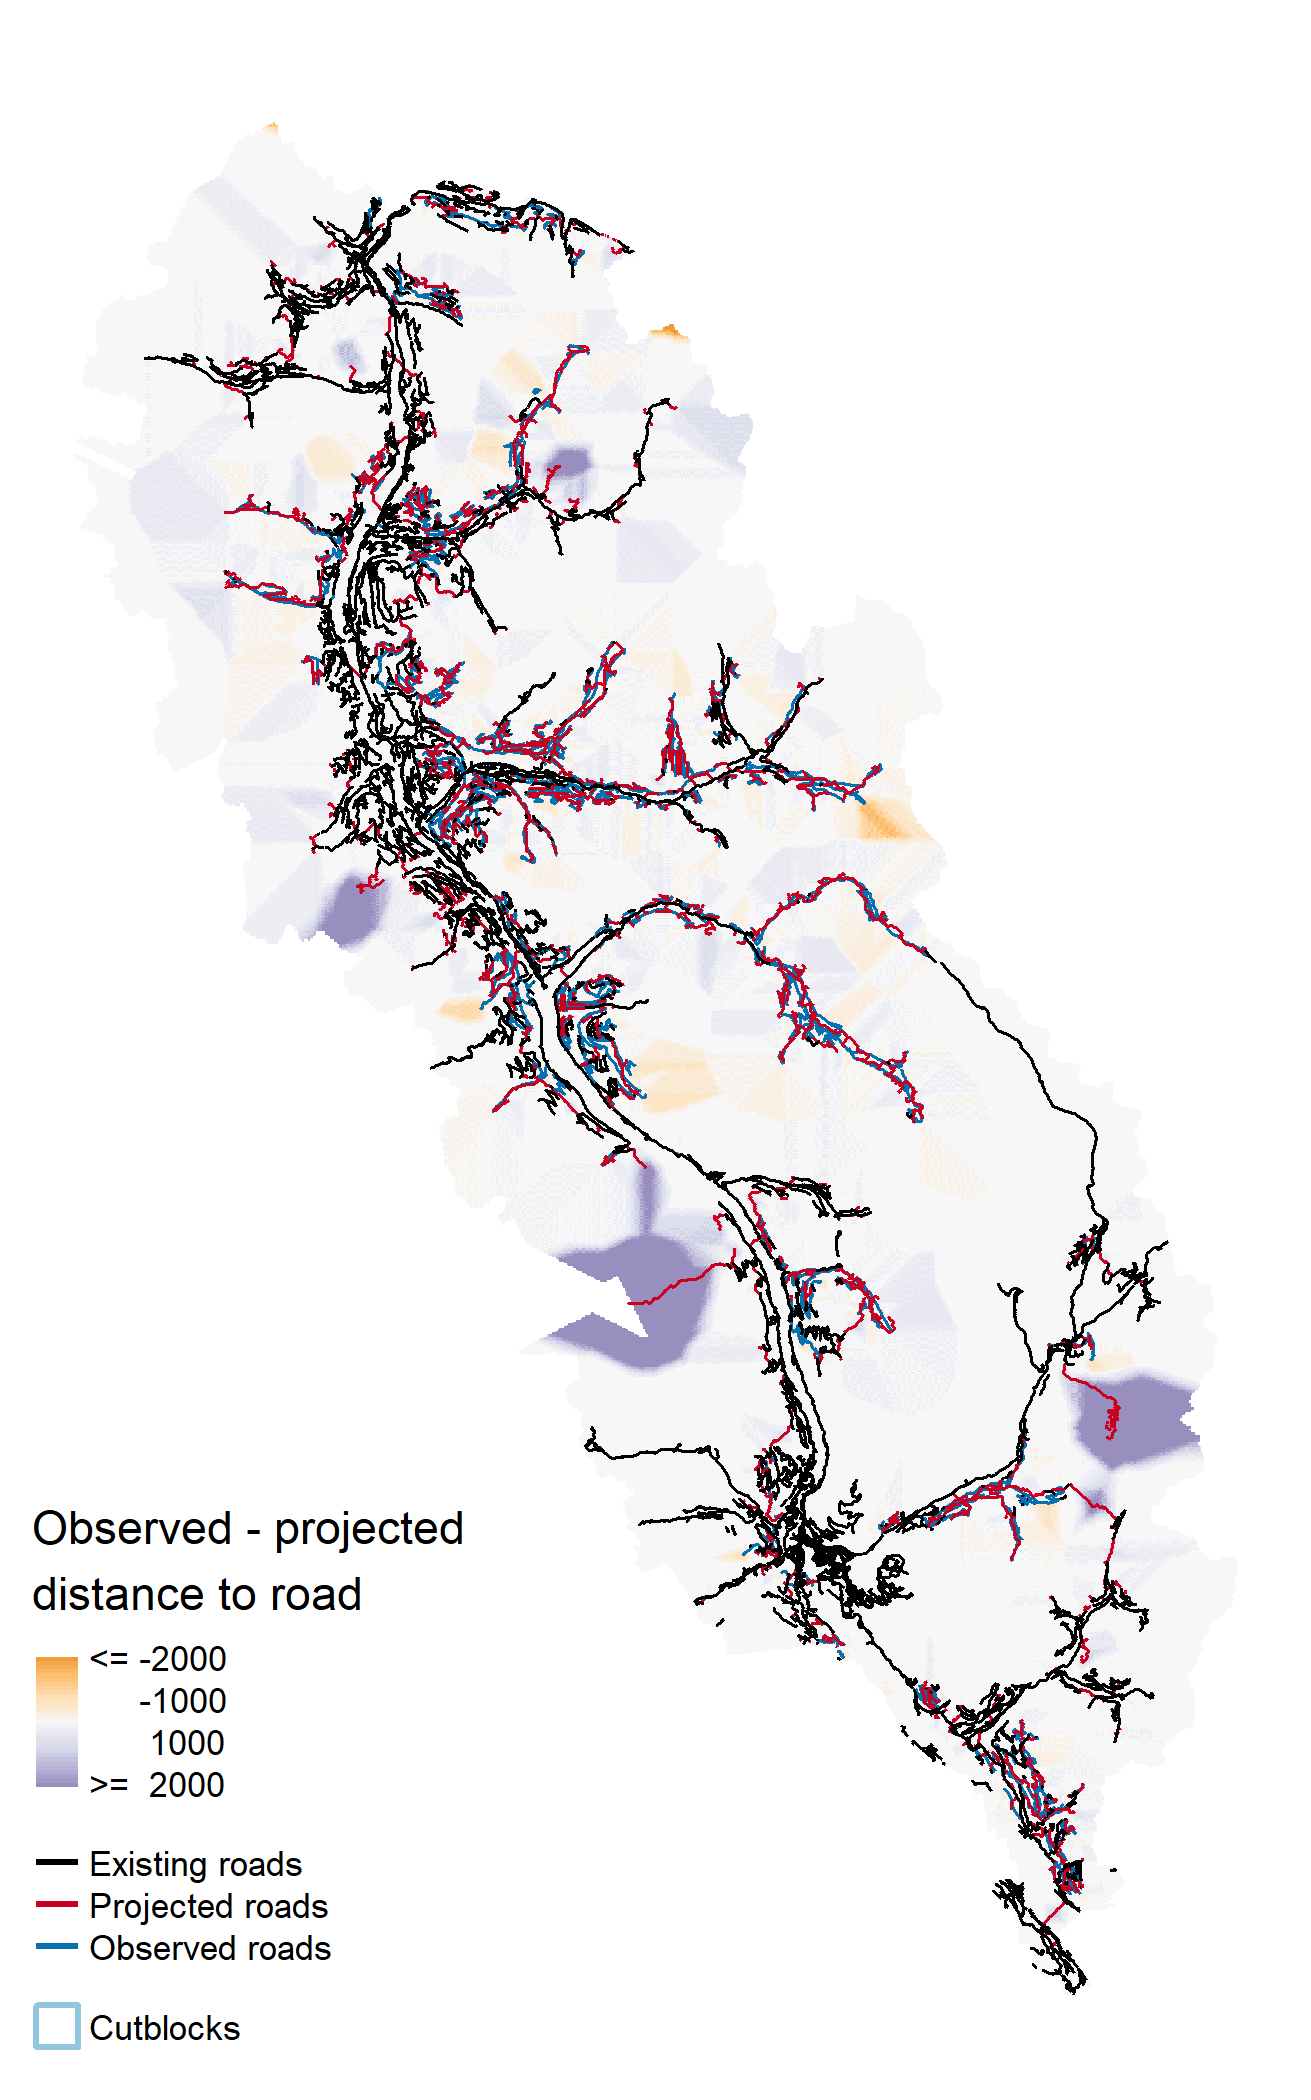 Observed - projected
distance to road
<= -2000
-1000
1000
>= 2000
Existing roads
Projected roads
Observed roads
Cutblocks